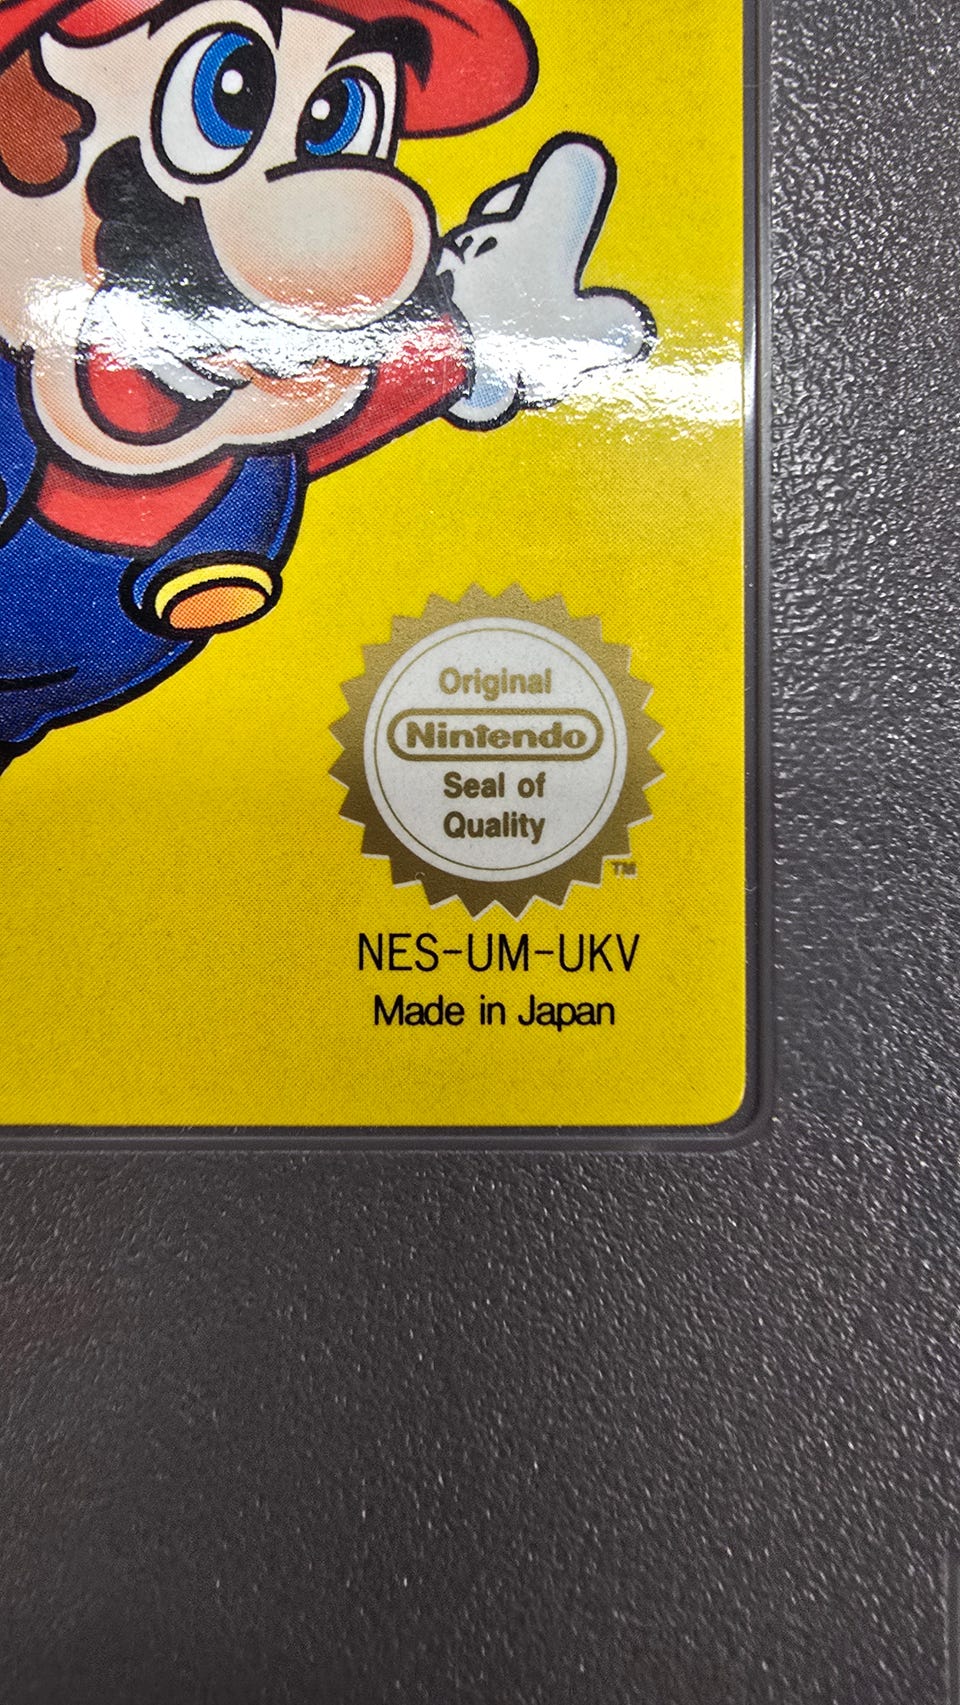 Original
Nintendo
Seal of
Quality
TM
NES-UM-UKV
Made in Japan